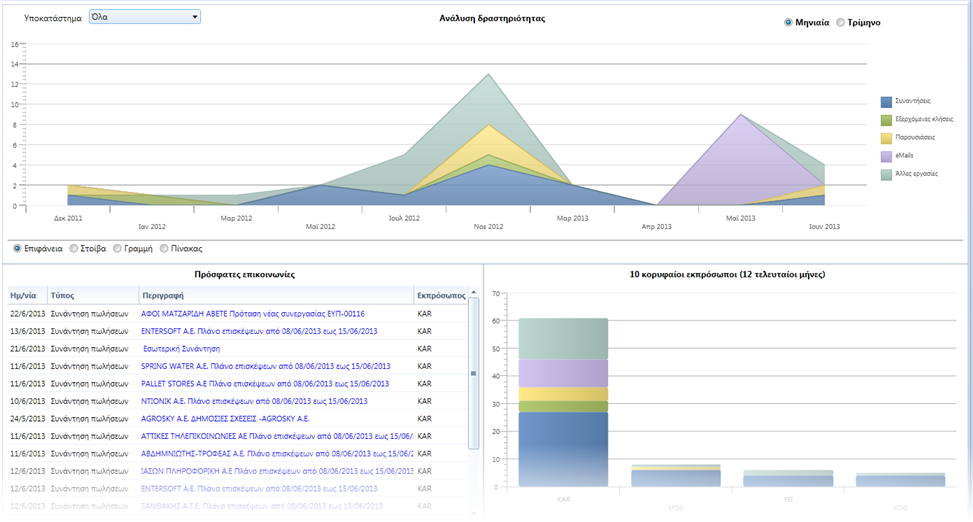 Υποκατάστημα Όλα Ανάλυση δραστηριότητας Μηνιαία Τρίμηνο
16
14
12
10
8
6
4
2
0
Συναντήσεις
Εξερχόμενες κλήσεις
Παρουσιάσεις
eMails
Άλλες εργασίες
Δεκ 2011 Μαρ 2012 Ιουλ 2012 Μαρ 2013 Μαϊ 2013
Ιαν 2012 Μαϊ 2012 Νοε 2012 Απρ 2013 Ιουν 2013
Επιφάνεια Στοίβα Γραμμή Πίνακας
Πρόσφατες επικοινωνίες
Ημ/νία Τύπος Περιγραφή Εκπρόσωπος
22/6/2013 Συνάντηση πωλήσεων ΑΦΟΙ ΜΑΤΖΑΡΙΔΗ ΑΒΕΤΕ Πρόταση νέας συνεργασίας ΕΥΠ-00116 KAR
13/6/2013 Συνάντηση πωλήσεων ENTERSOFT Α.Ε. Πλάνο επισκέψεων από 08/06/2013 εως 15/06/2013 KAR
21/6/2013 Συνάντηση πωλήσεων Εσωτερική Συνάντηση KAR
11/6/2013 Συνάντηση πωλήσεων SPRING WATER Α.Ε. Πλάνο επισκέψεων από 08/06/2013 εως 15/06/2013 KAR
11/6/2013 Συνάντηση πωλήσεων PALLET STORES Α.Ε Πλάνο επισκέψεων από 08/06/2013 εως 15/06/2013 KAR
10/6/2013 Συνάντηση πωλήσεων ΝΤΙΟΝΙΚ Α.Ε. Πλάνο επισκέψεων από 08/06/2013 εως 15/06/2013 KAR
24/5/2013 Συνάντηση πωλήσεων AGROSKY Α.Ε. ΔΗΜΟΣΙΕΣ ΣΧΕΣΕΙΣ -AGROSKY Α.Ε. KAR
11/6/2013 Συνάντηση πωλήσεων ΑΤΤΙΚΕΣ ΤΗΛΕΠΙΚΟΙΝΩΝΙΕΣ ΑΕ Πλάνο επισκέψεων από 08/06/2013 εως 15/06/ KAR
11/6/2013 Συνάντηση πωλήσεων ΑΒΔΗΜΝΙΩΤΗΣ-ΤΡΟΦΕΑΣ Α.Ε. Πλάνο επισκέψεων από 08/06/2013 εως 15/06/2 KAR
12/6/2013 Συνάντηση πωλήσεων ΙΑΣΩΝ ΠΛΗΡΟΦΟΡΙΚΗ Α.Ε Πλάνο επισκέψεων από 08/06/2013 εως 15/06/2013 KAR
12/6/2013 Συνάντηση πωλήσεων ENTERSOFT Α.Ε. Πλάνο επισκέψεων από 08/06/2013 εως 15/06/2013 KAR
12/6/2013 Συνάντηση πωλήσεων ΞΑΝΘΑΚΗΣ Α.Τ.Ε. Πλάνο επισκέψεων από 08/06/2013 εως 15/06/2013 KAR
10 κορυφαίοι εκπρόσωποι (12 τελευταίοι μήνες)
70
60
50
40
30
20
10
0
KAR
KOG